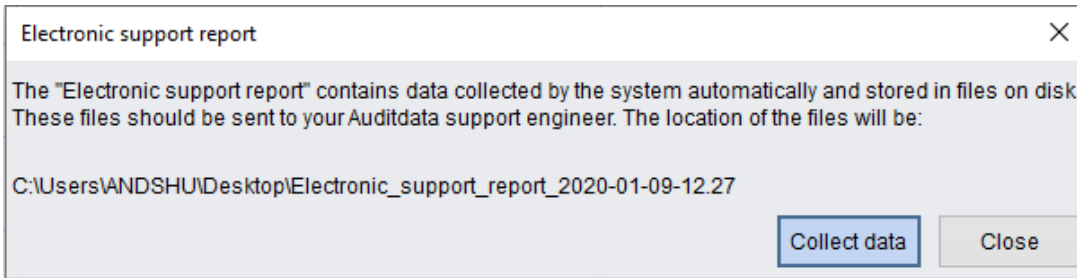 Electronic support report
The "Electronic support report" contains data collected by the system automatically and stored in files on disk
These files should be sent to your Auditdata support engineer. The location of the files will be:
C:\Users\ANDSHU\Desktop\Electronic_support_report_2020-01-09-12.27
Collect data
Close